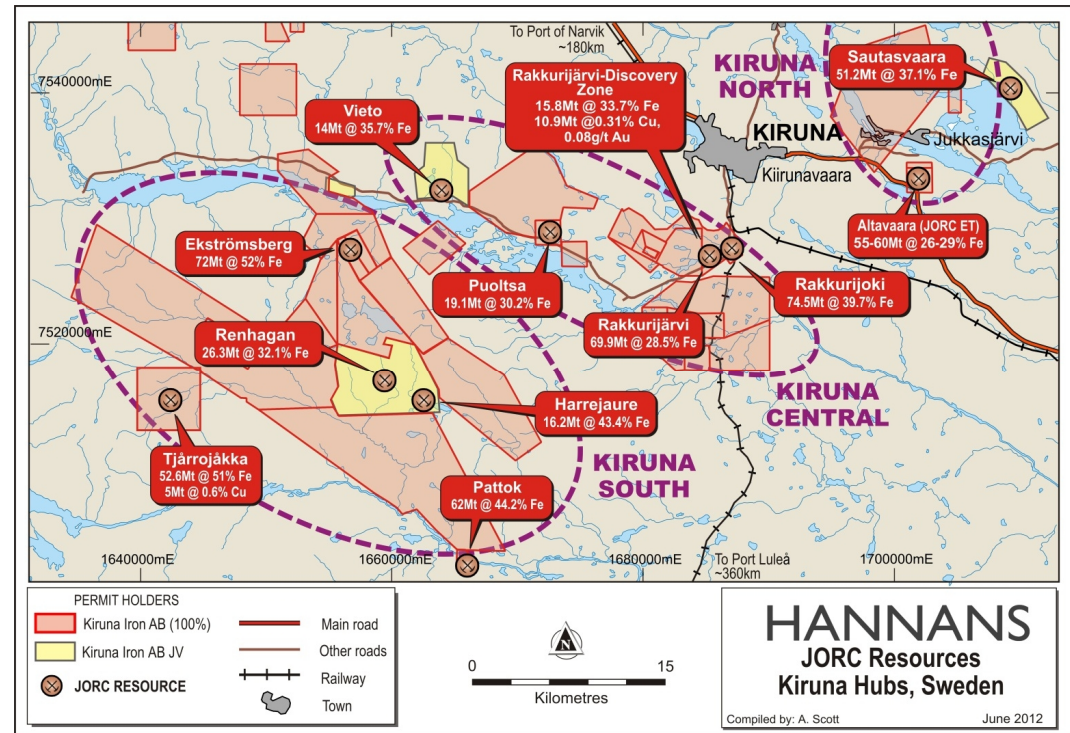 To Port of Narvik
~180km
7540000mE
KIRUNA
NORTH
Sautasvaara
51.2Mt @ 37.1% Fe
Rakkurijärvi-Discovery
Zone
15.8Mt @ 33.7% Fe
10.9Mt @0.31% Cu,
0.08g/t Au
Vieto
14Mt @ 35.7% Fe
KIRUNA
Jukkasjärvi
Kiirunavaara
Altavaara (JORC ET)
55-60Mt @ 26-29% Fe
Ekströmsberg
72Mt @ 52% Fe
Puoltsa
19.1Mt @ 30.2% Fe
Rakkurijoki
74.5Mt @ 39.7% Fe
7520000mE
Renhagan
26.3Mt @ 32.1% Fe
Rakkurijärvi
69.9Mt @ 28.5% Fe
KIRUNA
CENTRAL
Harrejaure
16.2Mt @ 43.4% Fe
Tjårrojåkka
52.6Mt @ 51% Fe
5Mt @ 0.6% Cu
KIRUNA
SOUTH
Pattok
62Mt @ 44.2% Fe
1640000mE
1660000mE
1680000mE
To Port Luleå
~360km
1700000mE
PERMIT HOLDERS
Kiruna Iron AB (100%)
Kiruna Iron AB JV
JORC RESOURCE
Main road
Other roads
Railway
Town
N
0
15
Kilometres
HANNANS
JORC Resources
Kiruna Hubs, Sweden
Compiled by: A. Scott
June 2012